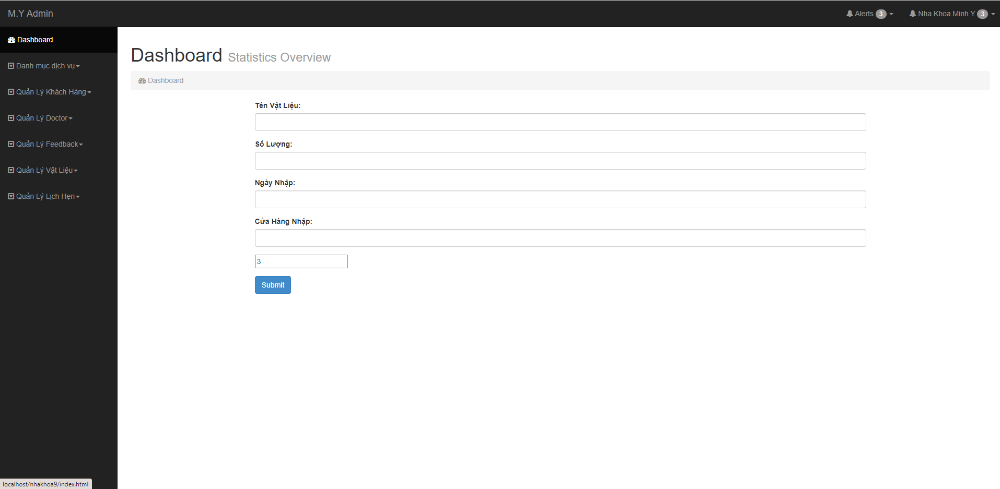 M.Y Admin
Alerts 3
Nha Khoa Minh Y 3
Dashboard
Danh mục dịch vụ
Quản Lý Khách Hàng
Quản Lý Doctor
Quản Lý Feedback
Quản Lý Vật Liệu
Quản Lý Lịch Hẹn
Dashboard Statistics Overview
Dashboard
Tên Vật Liệu:
Số Lượng:
Ngày Nhập:
Cửa Hàng Nhập:
3
Submit
localhost/nhakhoa9/index.html